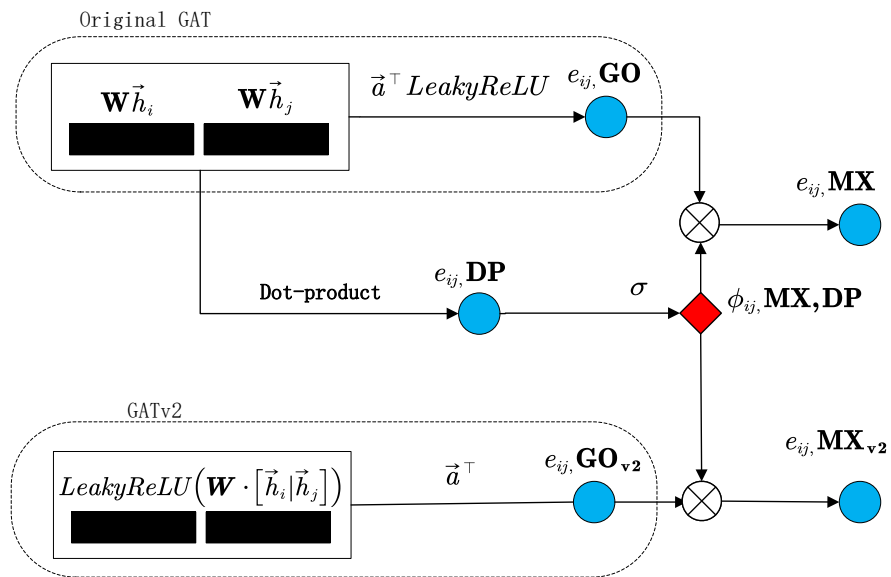 Original GAT
𝐖h⃗ᵢ 𝐖h⃗ⱼ
a⃗⊤ LeakyReLU
eᵢⱼ, GO
eᵢⱼ, MX
Dot-product
eᵢⱼ, DP
σ
ϕᵢⱼ, MX,DP
GATv2
LeakyReLU(W · [h⃗ᵢ|h⃗ⱼ])
a⃗⊤
eᵢⱼ, GOv2
eᵢⱼ, MXv2